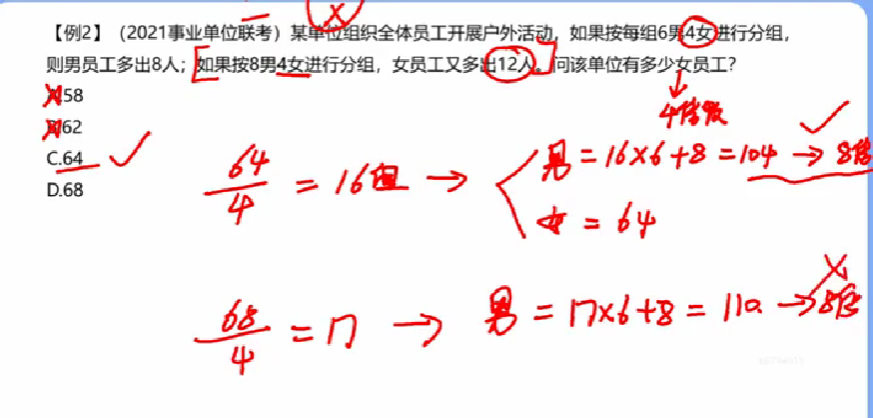 【例2】（2021事业单位联考）某单位组织全体员工开展户外活动，如果按每组6男4女进行分组，
则男员工多出8人；如果按8男4女进行分组，女员工又多出12人。问该单位有多少女员工？
4倍数
58
62
C.64
D.68
64/4 = 16组 → 男 = 16×6+8 = 104 → 8倍
女 = 64
68/4 = 17 → 男 = 17×6+8 = 110 → 8倍